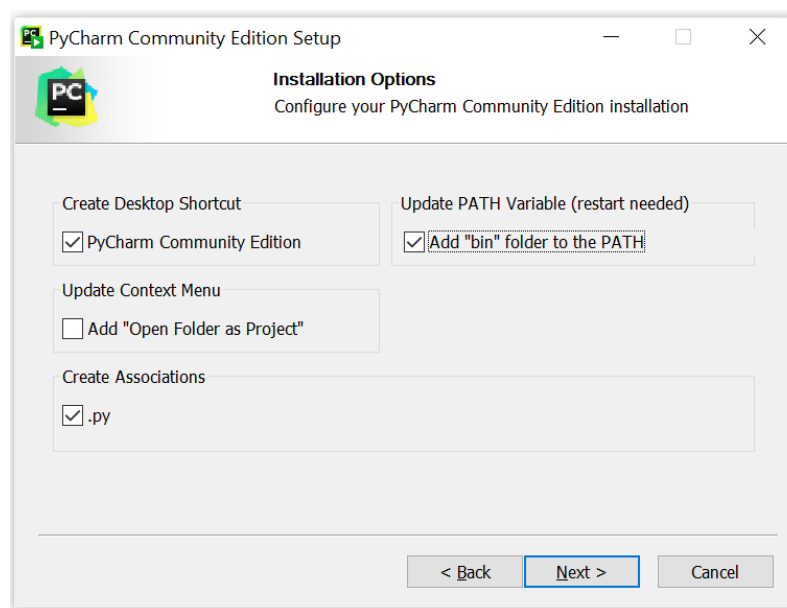 PyCharm Community Edition Setup
PC
Installation Options
Configure your PyCharm Community Edition installation
Create Desktop Shortcut
PyCharm Community Edition
Update PATH Variable (restart needed)
Add "bin" folder to the PATH
Update Context Menu
Add "Open Folder as Project"
Create Associations
.py
< Back
Next >
Cancel